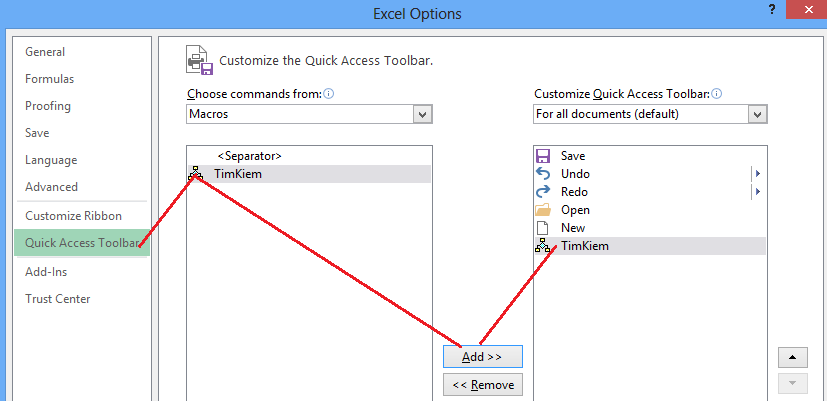 Excel Options
?
General
Formulas
Proofing
Save
Language
Advanced
Customize Ribbon
Quick Access Toolbar
Add-Ins
Trust Center
Customize the Quick Access Toolbar.
Choose commands from:
Macros
<Separator>
TimKiem
Add >>
<< Remove
Customize Quick Access Toolbar:
For all documents (default)
Save
Undo
Redo
Open
New
TimKiem